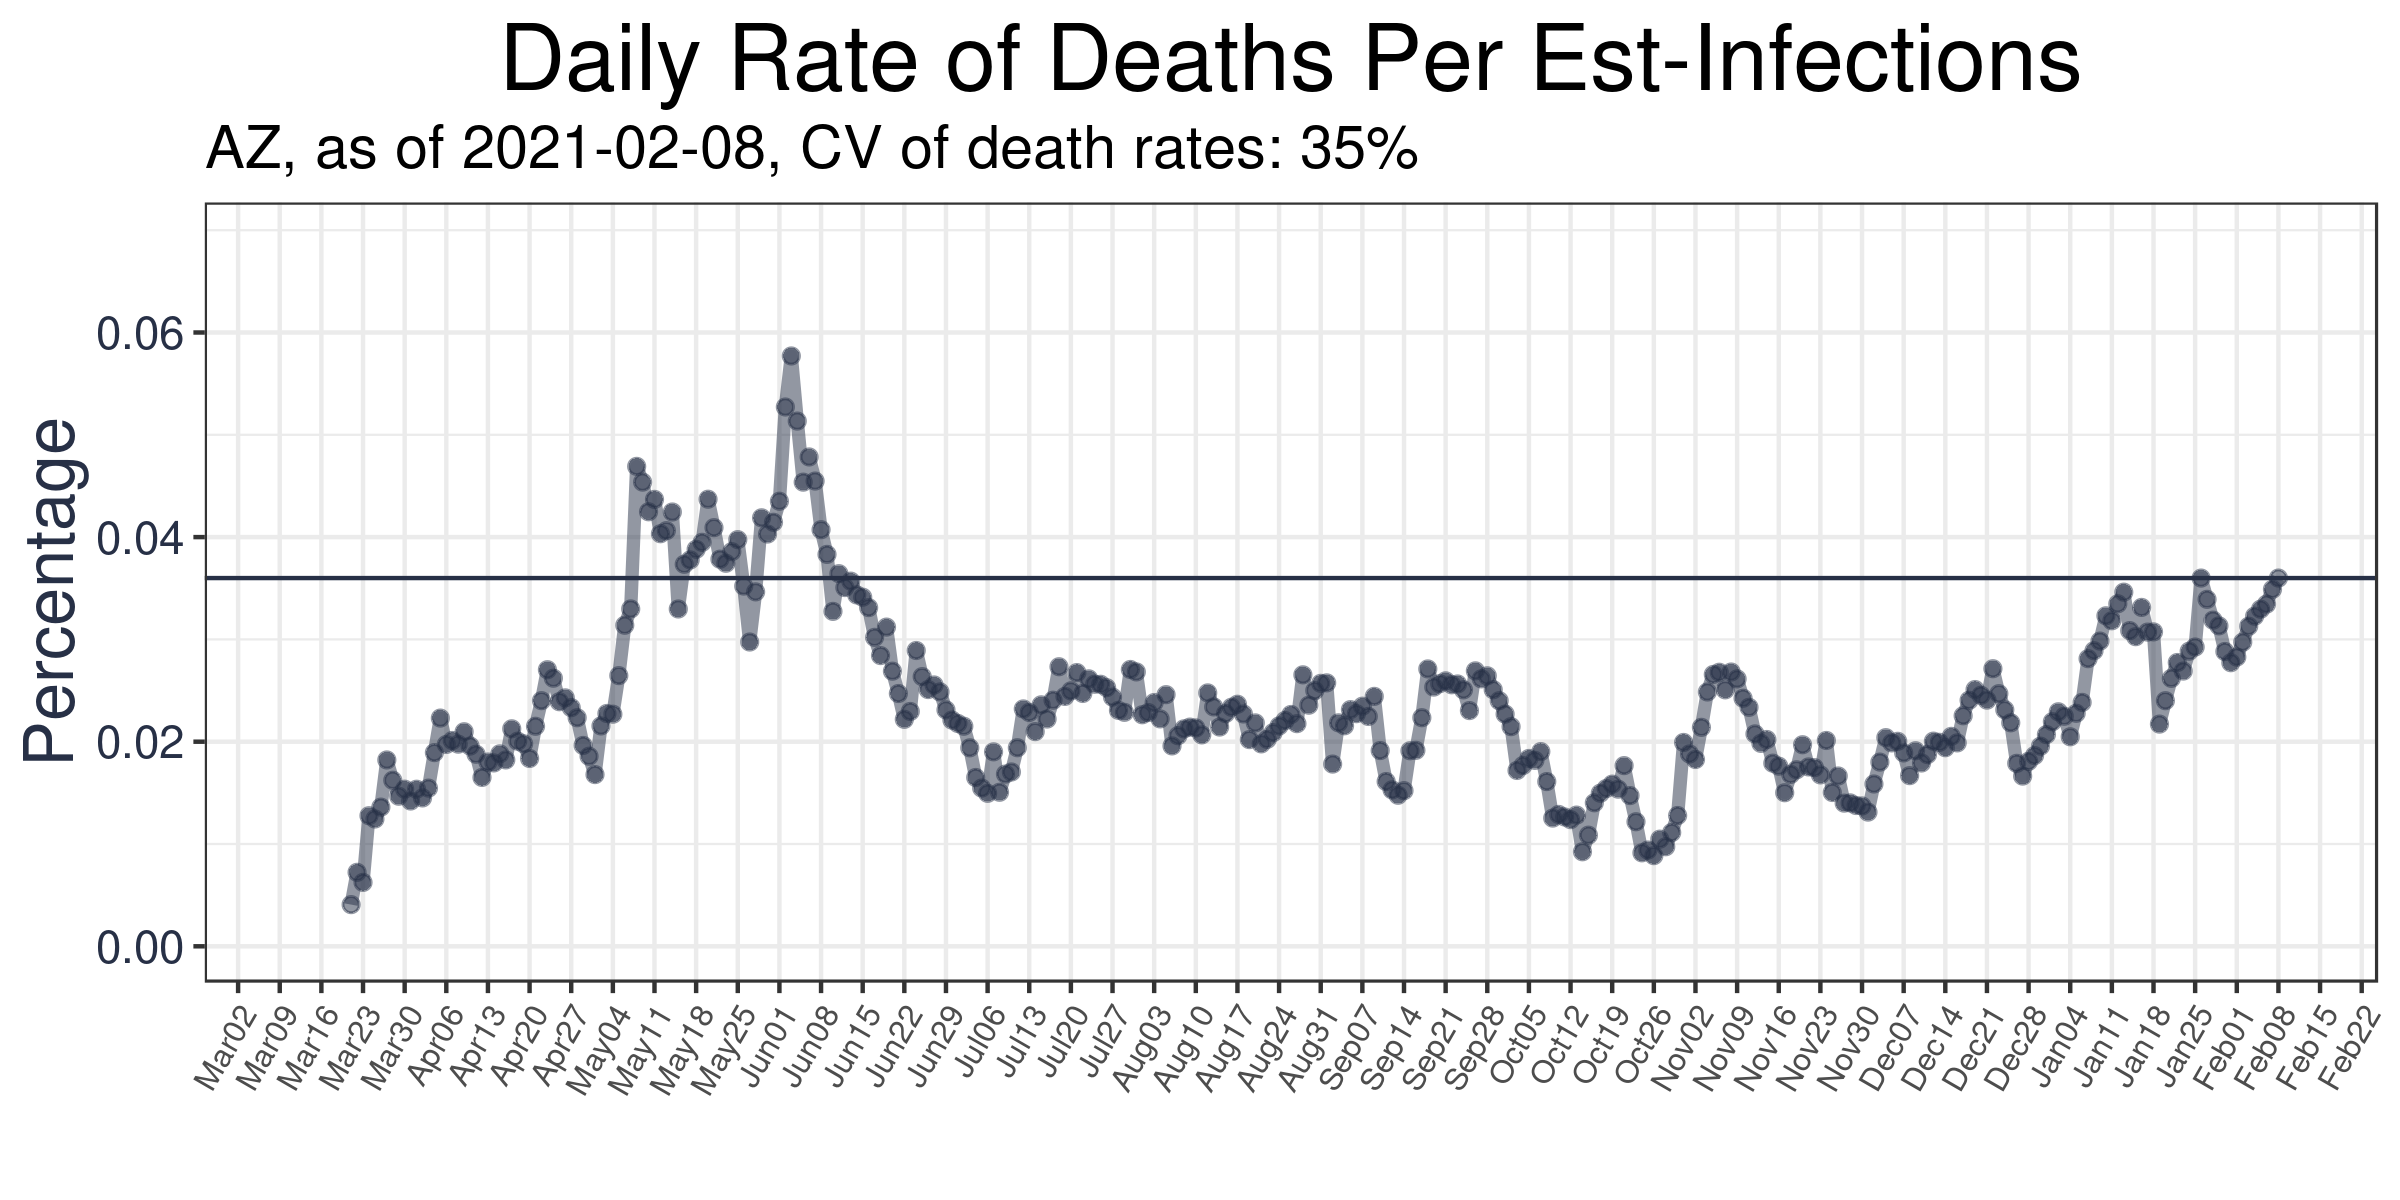 Daily Rate of Deaths Per Est-Infections
AZ, as of 2021-02-08, CV of death rates: 35%
Percentage
0.06
0.04
0.02
0.00
Mar02
Mar09
Mar16
Mar23
Mar30
Apr06
Apr13
Apr20
Apr27
May04
May11
May18
May25
Jun01
Jun08
Jun15
Jun22
Jun29
Jul06
Jul13
Jul20
Jul27
Aug03
Aug10
Aug17
Aug24
Aug31
Sep07
Sep14
Sep21
Sep28
Oct05
Oct12
Oct19
Oct26
Nov02
Nov09
Nov16
Nov23
Nov30
Dec07
Dec14
Dec21
Dec28
Jan04
Jan11
Jan18
Jan25
Feb01
Feb08
Feb15
Feb22